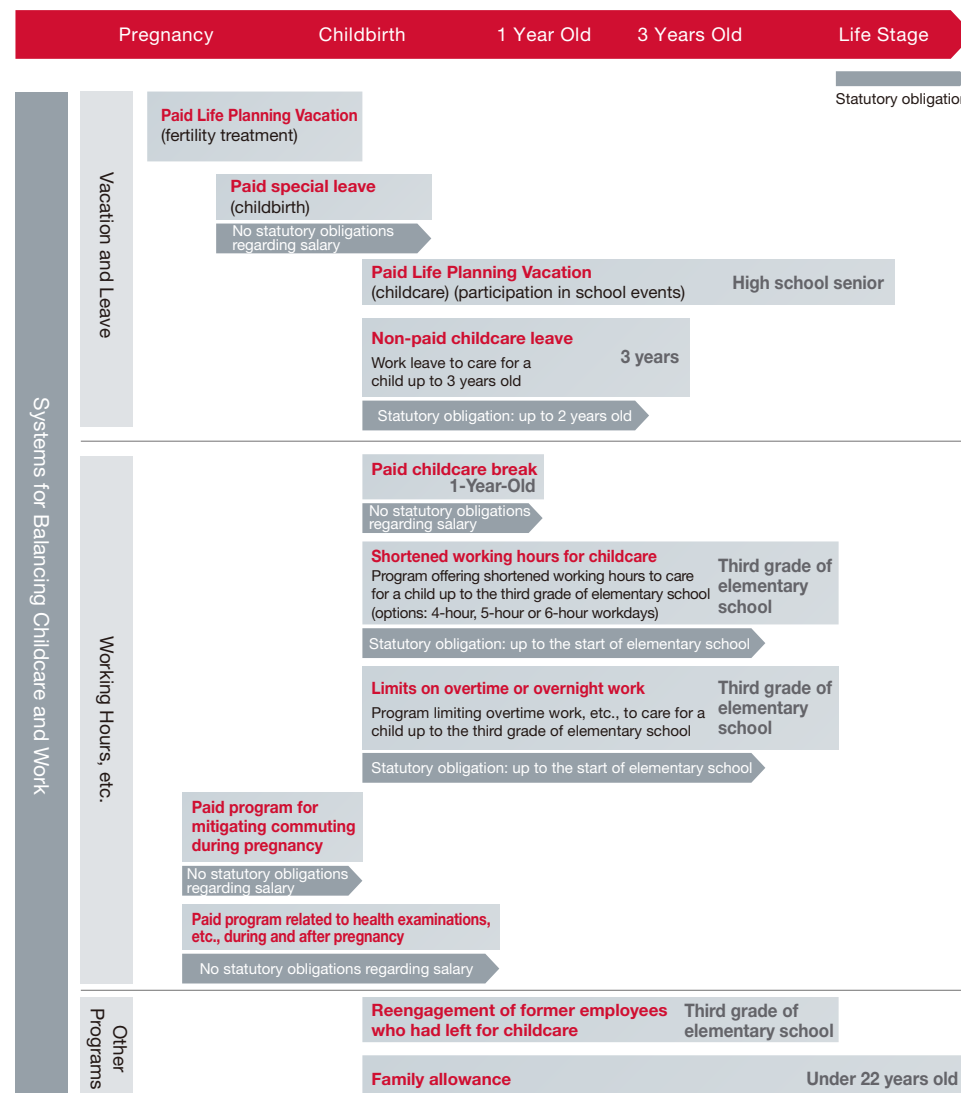 Pregnancy
Childbirth
1 Year Old
3 Years Old
Life Stage
Statutory obligation
Systems for Balancing Childcare and Work
Vacation and Leave
Paid Life Planning Vacation
(fertility treatment)
Paid special leave
(childbirth)
No statutory obligations
regarding salary
Paid Life Planning Vacation
(childcare) (participation in school events)
High school senior
Non-paid childcare leave
Work leave to care for a
child up to 3 years old
3 years
Statutory obligation: up to 2 years old
Working Hours, etc.
Paid childcare break
1-Year-Old
No statutory obligations
regarding salary
Shortened working hours for childcare
Program offering shortened working hours to care
for a child up to the third grade of elementary school
(options: 4-hour, 5-hour or 6-hour workdays)
Third grade of
elementary
school
Statutory obligation: up to the start of elementary school
Limits on overtime or overnight work
Program limiting overtime work, etc., to care for a
child up to the third grade of elementary school
Third grade of
elementary
school
Statutory obligation: up to the start of elementary school
Paid program for
mitigating commuting
during pregnancy
No statutory obligations
regarding salary
Paid program related to health examinations,
etc., during and after pregnancy
No statutory obligations regarding salary
Other
Programs
Reengagement of former employees
who had left for childcare
Third grade of
elementary school
Family allowance
Under 22 years old